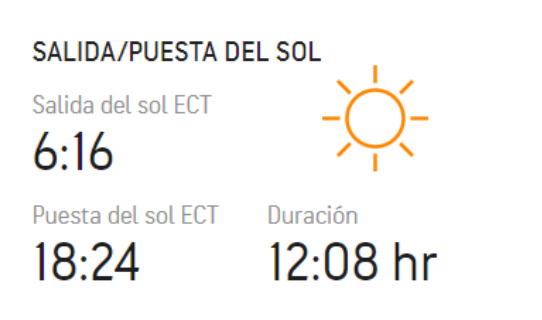 SALIDA/PUESTA DEL SOL
Salida del sol ECT
6:16
Puesta del sol ECT
18:24
Duración
12:08 hr